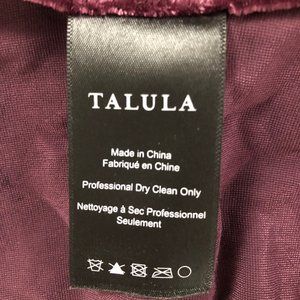 TALULA
Made in China
Fabriqué en Chine
Professional Dry Clean Only
Nettoyage à Sec Professionnel
Seulement